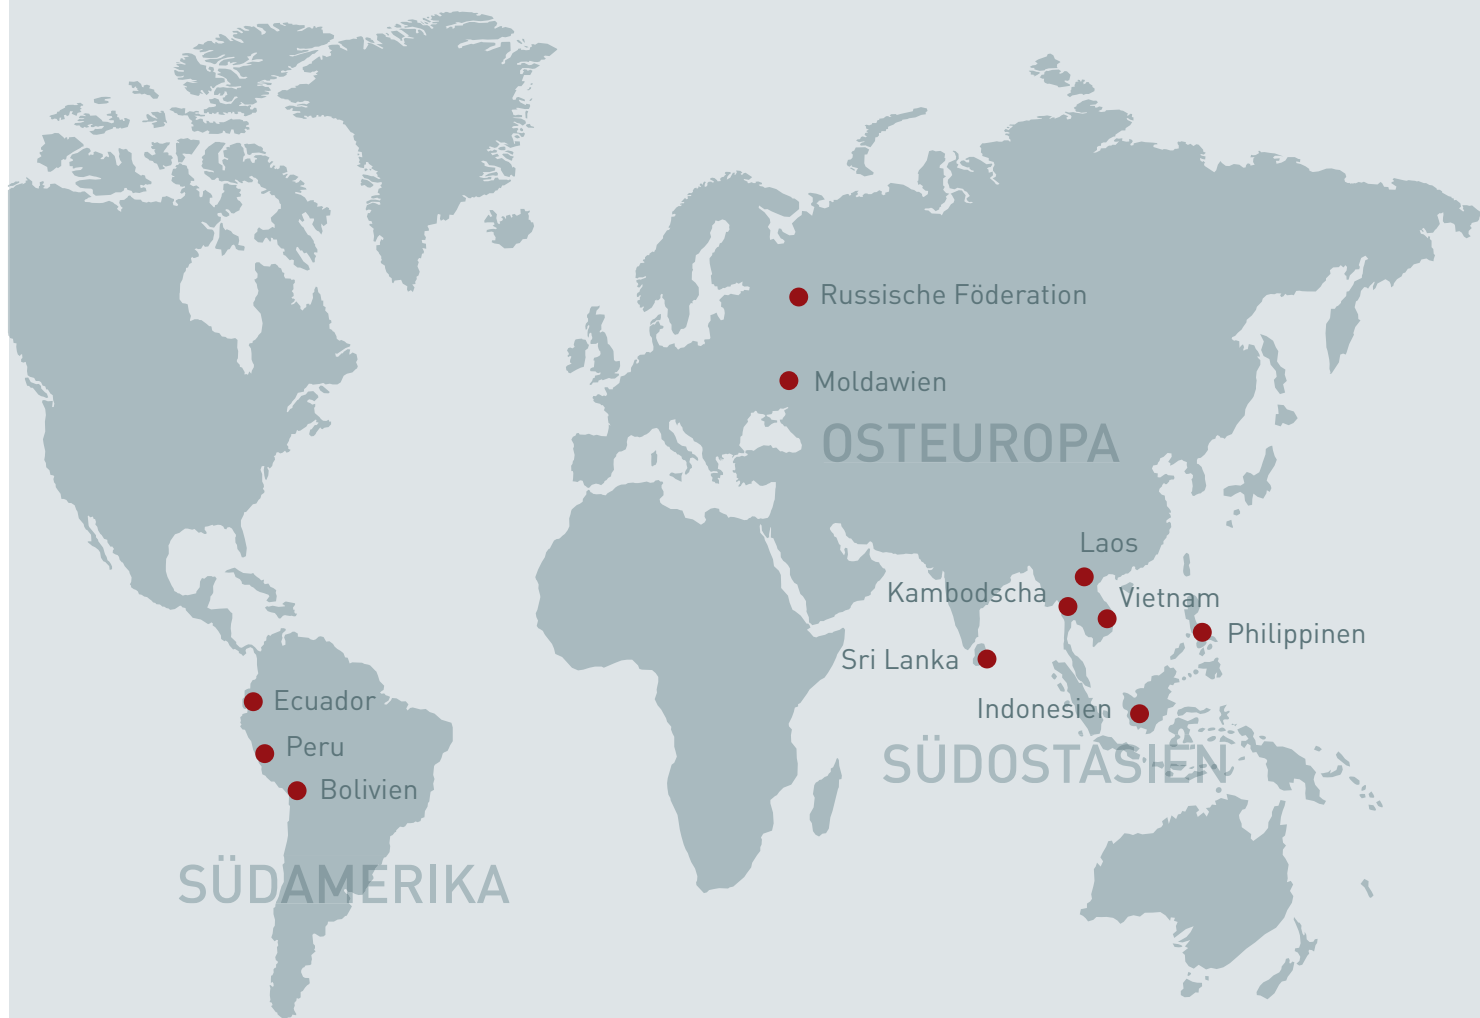 Russische Föderation
Moldawien
OSTEUROPA
Laos
Kambodscha
Vietnam
Philippinen
Sri Lanka
Indonesien
SÜDOSTASIEN
Ecuador
Peru
Bolivien
SÜDAMERIKA